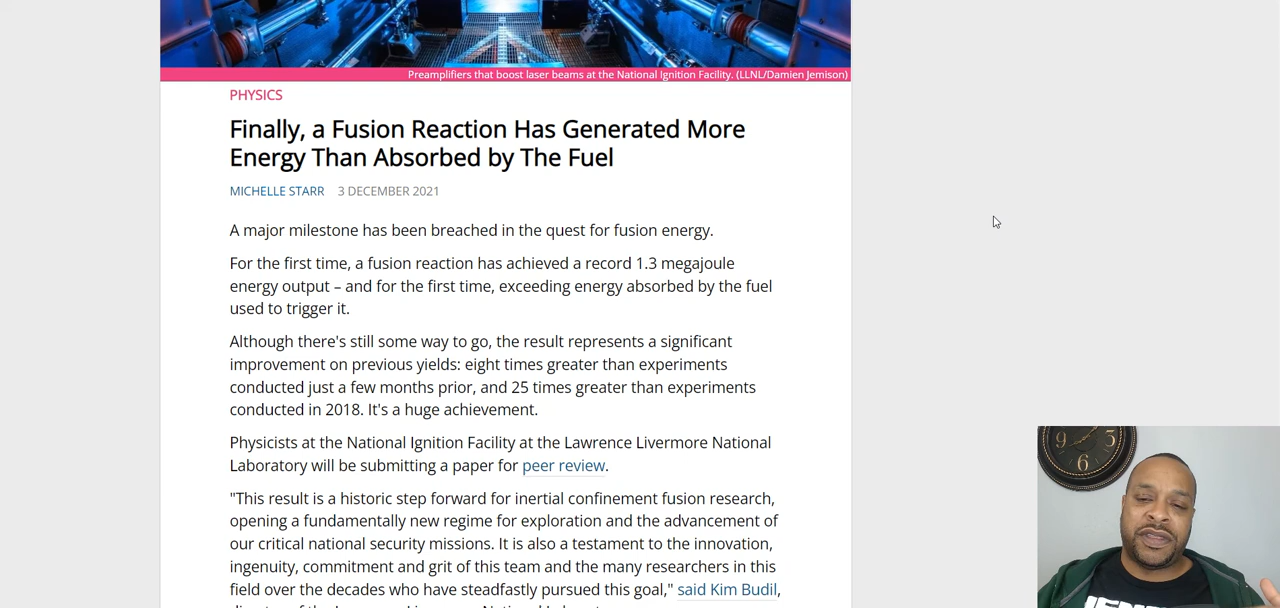 Preamplifiers that boost laser beams at the National Ignition Facility. (LLNL/Damien Jemison)
PHYSICS
Finally, a Fusion Reaction Has Generated More
Energy Than Absorbed by The Fuel
MICHELLE STARR 3 DECEMBER 2021
A major milestone has been breached in the quest for fusion energy.
For the first time, a fusion reaction has achieved a record 1.3 megajoule
energy output – and for the first time, exceeding energy absorbed by the fuel
used to trigger it.
Although there's still some way to go, the result represents a significant
improvement on previous yields: eight times greater than experiments
conducted just a few months prior, and 25 times greater than experiments
conducted in 2018. It's a huge achievement.
Physicists at the National Ignition Facility at the Lawrence Livermore National
Laboratory will be submitting a paper for peer review.
"This result is a historic step forward for inertial confinement fusion research,
opening a fundamentally new regime for exploration and the advancement of
our critical national security missions. It is also a testament to the innovation,
ingenuity, commitment and grit of this team and the many researchers in this
field over the decades who have steadfastly pursued this goal," said Kim Budil,
9 3
6